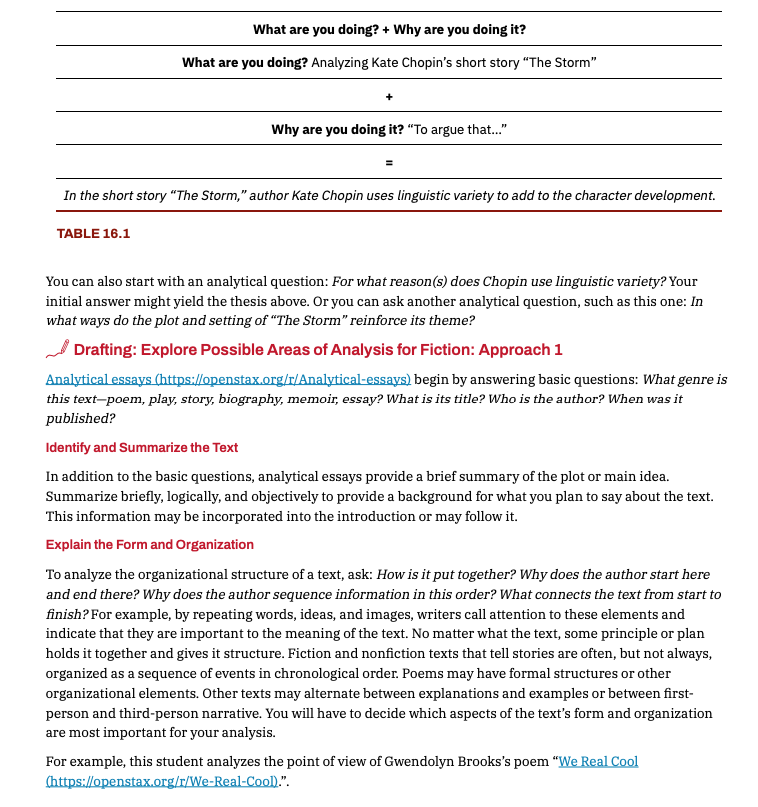 What are you doing? + Why are you doing it?
What are you doing? Analyzing Kate Chopin’s short story “The Storm”
+
Why are you doing it? “To argue that...”
=
In the short story “The Storm,” author Kate Chopin uses linguistic variety to add to the character development.
TABLE 16.1
You can also start with an analytical question: For what reason(s) does Chopin use linguistic variety? Your
initial answer might yield the thesis above. Or you can ask another analytical question, such as this one: In
what ways do the plot and setting of “The Storm” reinforce its theme?
Drafting: Explore Possible Areas of Analysis for Fiction: Approach 1
Analytical essays (https://openstax.org/r/Analytical-essays) begin by answering basic questions: What genre is
this text—poem, play, story, biography, memoir, essay? What is its title? Who is the author? When was it
published?
Identify and Summarize the Text
In addition to the basic questions, analytical essays provide a brief summary of the plot or main idea.
Summarize briefly, logically, and objectively to provide a background for what you plan to say about the text.
This information may be incorporated into the introduction or may follow it.
Explain the Form and Organization
To analyze the organizational structure of a text, ask: How is it put together? Why does the author start here
and end there? Why does the author sequence information in this order? What connects the text from start to
finish? For example, by repeating words, ideas, and images, writers call attention to these elements and
indicate that they are important to the meaning of the text. No matter what the text, some principle or plan
holds it together and gives it structure. Fiction and nonfiction texts that tell stories are often, but not always,
organized as a sequence of events in chronological order. Poems may have formal structures or other
organizational elements. Other texts may alternate between explanations and examples or between first-
person and third-person narrative. You will have to decide which aspects of the text’s form and organization
are most important for your analysis.
For example, this student analyzes the point of view of Gwendolyn Brooks’s poem “We Real Cool
(https://openstax.org/r/We-Real-Cool).”.